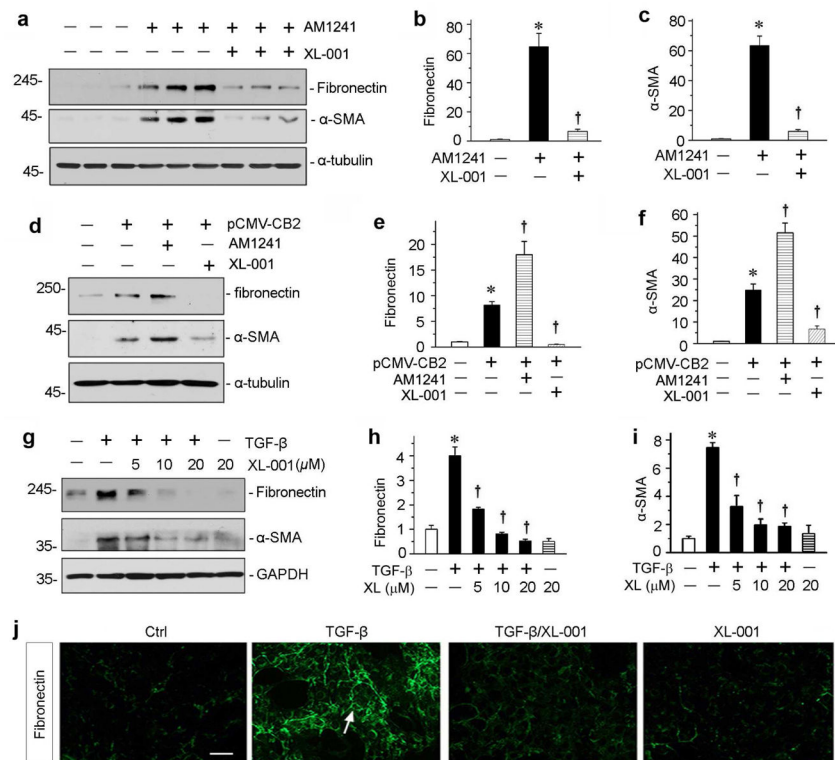 a
+ + + + + + AM1241
+ + + XL-001
245-
- Fibronectin
45-
- α-SMA
45-
- α-tubulin
b
Fibronectin
80
60
40
20
0
AM1241 — + +
XL-001 — — +
*
†
c
α-SMA
80
60
40
20
0
AM1241 — + +
XL-001 — — +
*
†
d
— + + + pCMV-CB2
— — + AM1241
— — + XL-001
250-
- fibronectin
45-
- α-SMA
45-
- α-tubulin
e
Fibronectin
20
15
10
5
0
*
†
†
pCMV-CB2 — + + +
AM1241 — — + —
XL-001 — — — +
f
α-SMA
60
50
40
30
20
10
0
*
†
†
pCMV-CB2 — + + +
AM1241 — — + —
XL-001 — — — +
g
— + + + + — TGF-β
— — 5 10 20 20 XL-001(μM)
245-
- Fibronectin
35-
- α-SMA
35-
- GAPDH
h
Fibronectin
4
3
2
1
0
*
†
†
†
TGF-β — + + + + —
XL (μM) — — 5 10 20 20
i
α-SMA
8
6
4
2
0
*
†
†
†
TGF-β — + + + + —
XL (μM) — — 5 10 20 20
j
Ctrl TGF-β TGF-β/XL-001 XL-001
Fibronectin